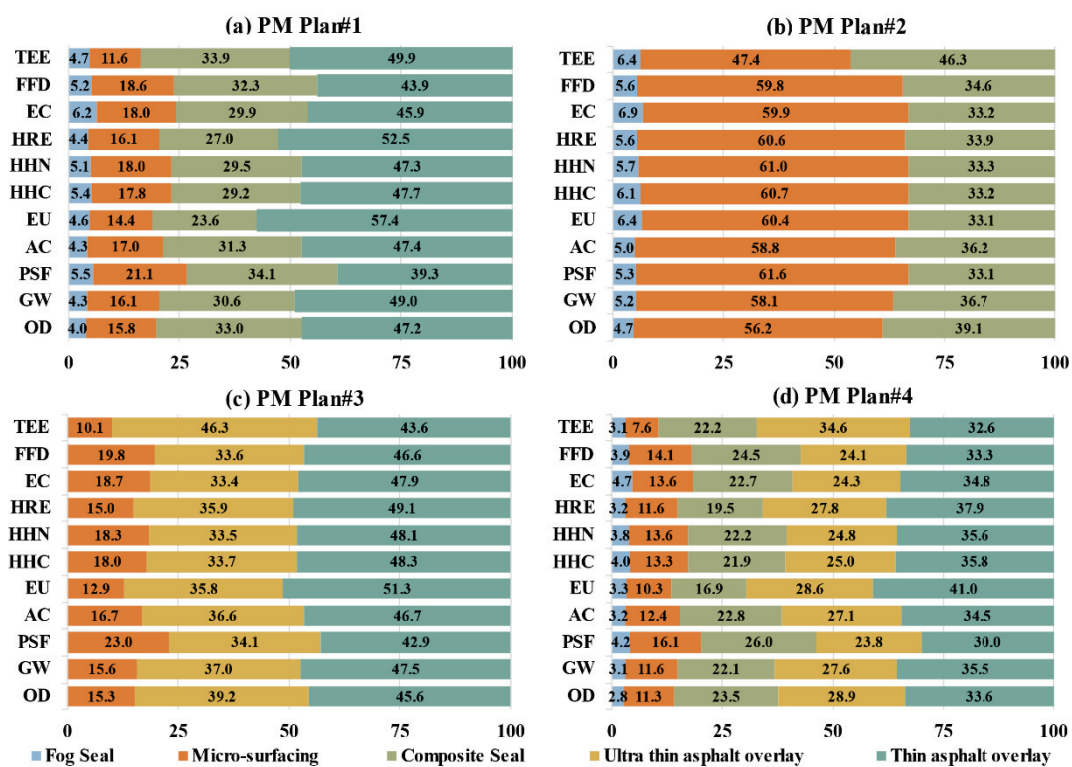 (a) PM Plan#1
TEE 4.7 11.6 33.9 49.9
FFD 5.2 18.6 32.3 43.9
EC 6.2 18.0 29.9 45.9
HRE 4.4 16.1 27.0 52.5
HHN 5.1 18.0 29.5 47.3
HHC 5.4 17.8 29.2 47.7
EU 4.6 14.4 23.6 57.4
AC 4.3 17.0 31.3 47.4
PSF 5.5 21.1 34.1 39.3
GW 4.3 16.1 30.6 49.0
OD 4.0 15.8 33.0 47.2
0 25 50 75 100
(b) PM Plan#2
TEE 6.4 47.4 46.3
FFD 5.6 59.8 34.6
EC 6.9 59.9 33.2
HRE 5.6 60.6 33.9
HHN 5.7 61.0 33.3
HHC 6.1 60.7 33.2
EU 6.4 60.4 33.1
AC 5.0 58.8 36.2
PSF 5.3 61.6 33.1
GW 5.2 58.1 36.7
OD 4.7 56.2 39.1
0 25 50 75 100
(c) PM Plan#3
TEE 10.1 46.3 43.6
FFD 19.8 33.6 46.6
EC 18.7 33.4 47.9
HRE 15.0 35.9 49.1
HHN 18.3 33.5 48.1
HHC 18.0 33.7 48.3
EU 12.9 35.8 51.3
AC 16.7 36.6 46.7
PSF 23.0 34.1 42.9
GW 15.6 37.0 47.5
OD 15.3 39.2 45.6
0 25 50 75 100
(d) PM Plan#4
TEE 3.1 7.6 22.2 34.6 32.6
FFD 3.9 14.1 24.5 24.1 33.3
EC 4.7 13.6 22.7 24.3 34.8
HRE 3.2 11.6 19.5 27.8 37.9
HHN 3.8 13.6 22.2 24.8 35.6
HHC 4.0 13.3 21.9 25.0 35.8
EU 3.3 10.3 16.9 28.6 41.0
AC 3.2 12.4 22.8 27.1 34.5
PSF 4.2 16.1 26.0 23.8 30.0
GW 3.1 11.6 22.1 27.6 35.5
OD 2.8 11.3 23.5 28.9 33.6
0 25 50 75 100
Fog Seal Micro-surfacing Composite Seal Ultra thin asphalt overlay Thin asphalt overlay